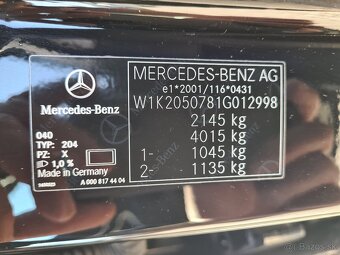 MERCEDES-BENZ AG
e1*2001/116*0431
W1K2050781G012998
2145 kg
4015 kg
1- 1045 kg
2- 1135 kg
Mercedes-Benz
040
TYP: 204
PZ: X
1,0 %
Made in Germany
A 000 817 44 04